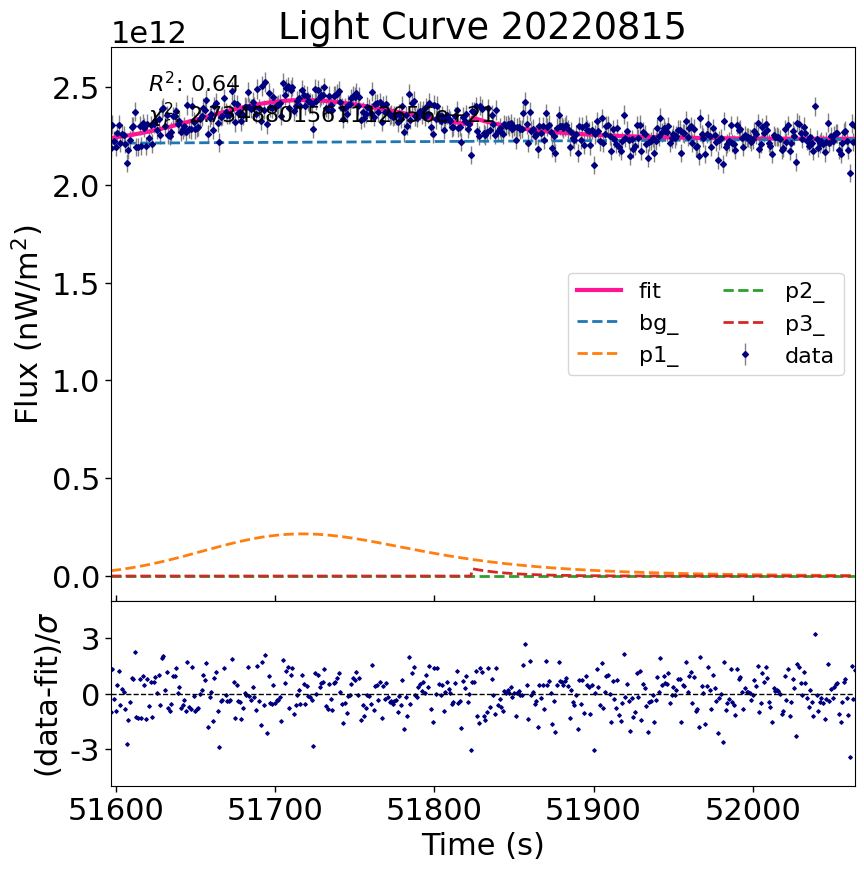 Light Curve 20220815
1e12
R²: 0.64
χ²:
2.5
2.0
1.5
1.0
0.5
0.0
Flux (nW/m²)
fit
bg_
p1_
p2_
p3_
data
3
0
-3
(data-fit)/σ
51600 51700 51800 51900 52000
Time (s)